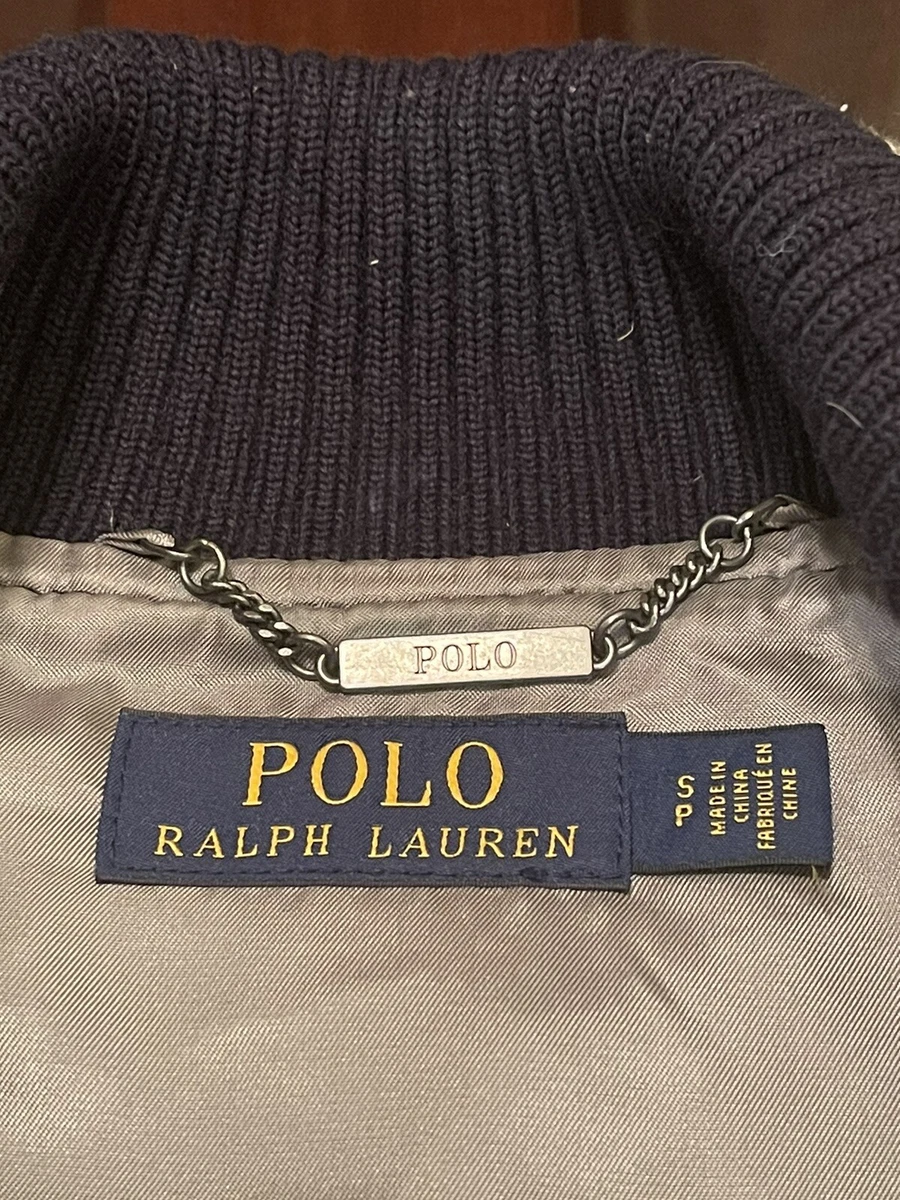 POLO
POLO
RALPH LAUREN
S
P
MADE IN
CHINA
FABRIQUÉ EN
CHINE